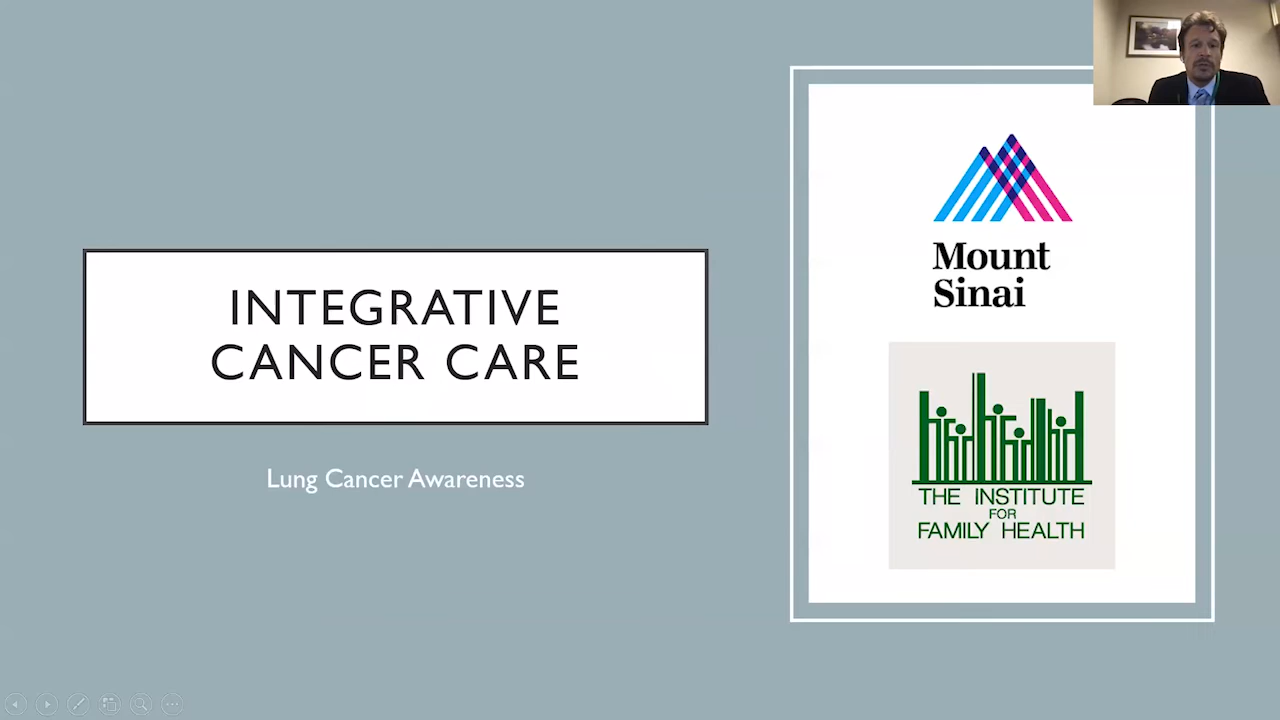 INTEGRATIVE
CANCER CARE
Lung Cancer Awareness
Mount
Sinai
THE INSTITUTE
FOR
FAMILY HEALTH